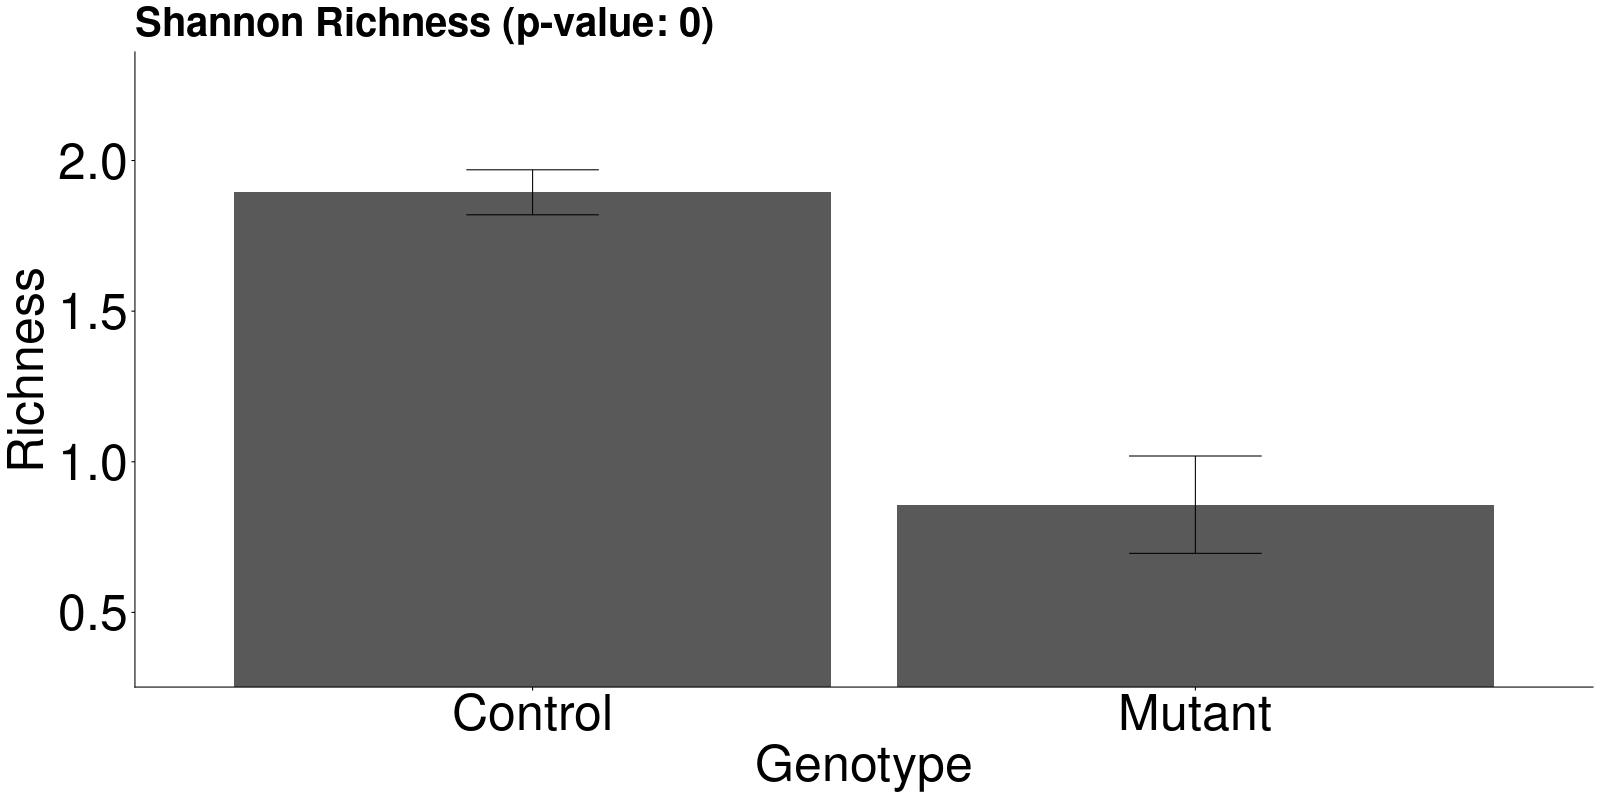 Shannon Richness (p-value: 0)
Richness
2.0
1.5
1.0
0.5
Control
Mutant
Genotype